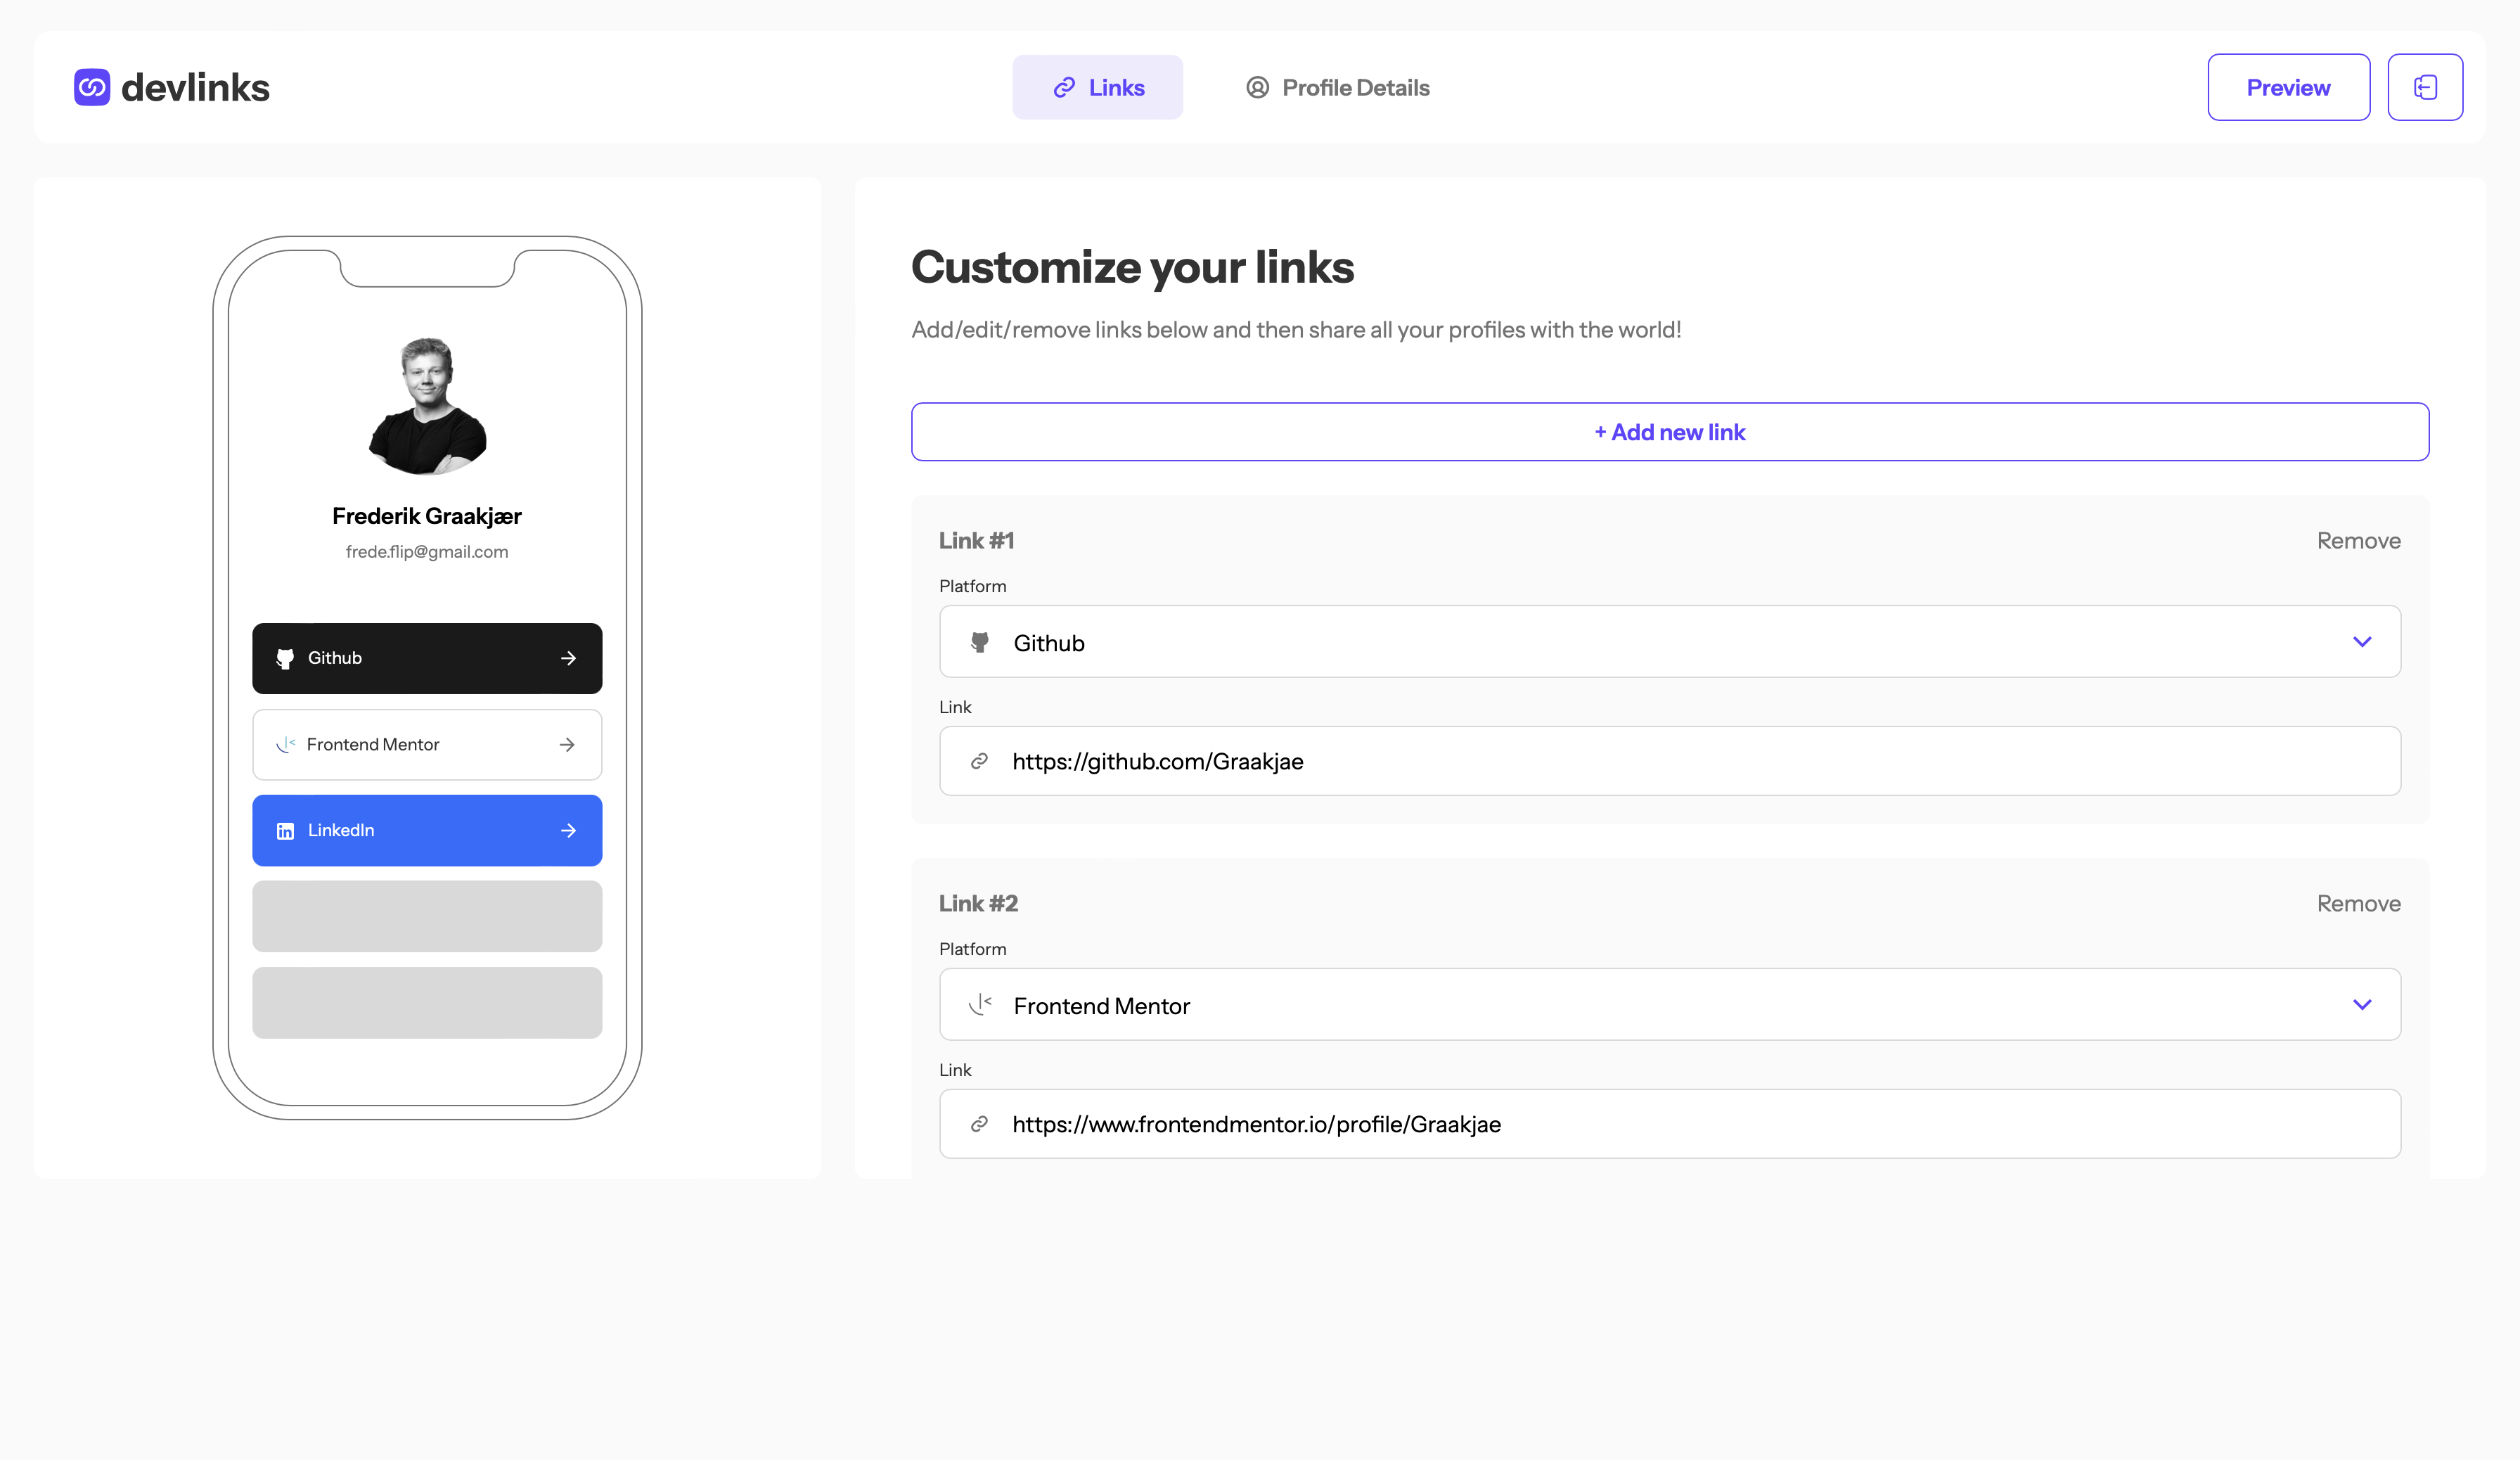 devlinks
Links
Profile Details
Preview
Frederik Graakjær
frede.flip@gmail.com
Github
Frontend Mentor
LinkedIn
Customize your links
Add/edit/remove links below and then share all your profiles with the world!
+ Add new link
Link #1
Remove
Platform
Github
Link
https://github.com/Graakjae
Link #2
Remove
Platform
Frontend Mentor
Link
https://www.frontendmentor.io/profile/Graakjae